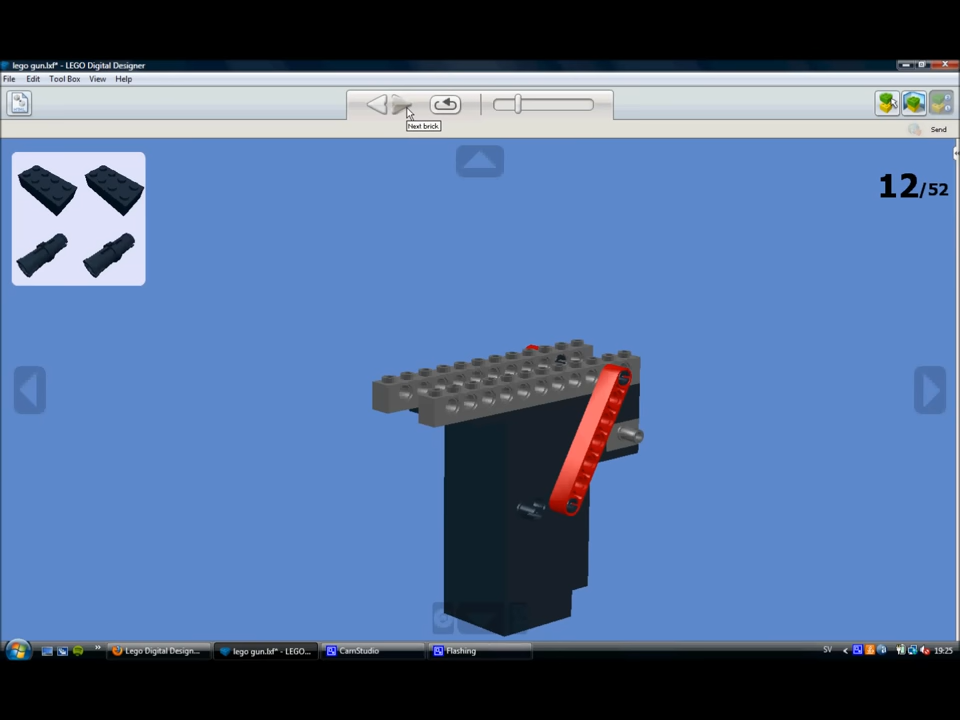 lego gun.lxf* - LEGO Digital Designer
File Edit Tool Box View Help
Next brick
Send
12/52
Lego Digital Design...
lego gun.lxf* - LEGO...
CamStudio
Flashing
SV
19:25